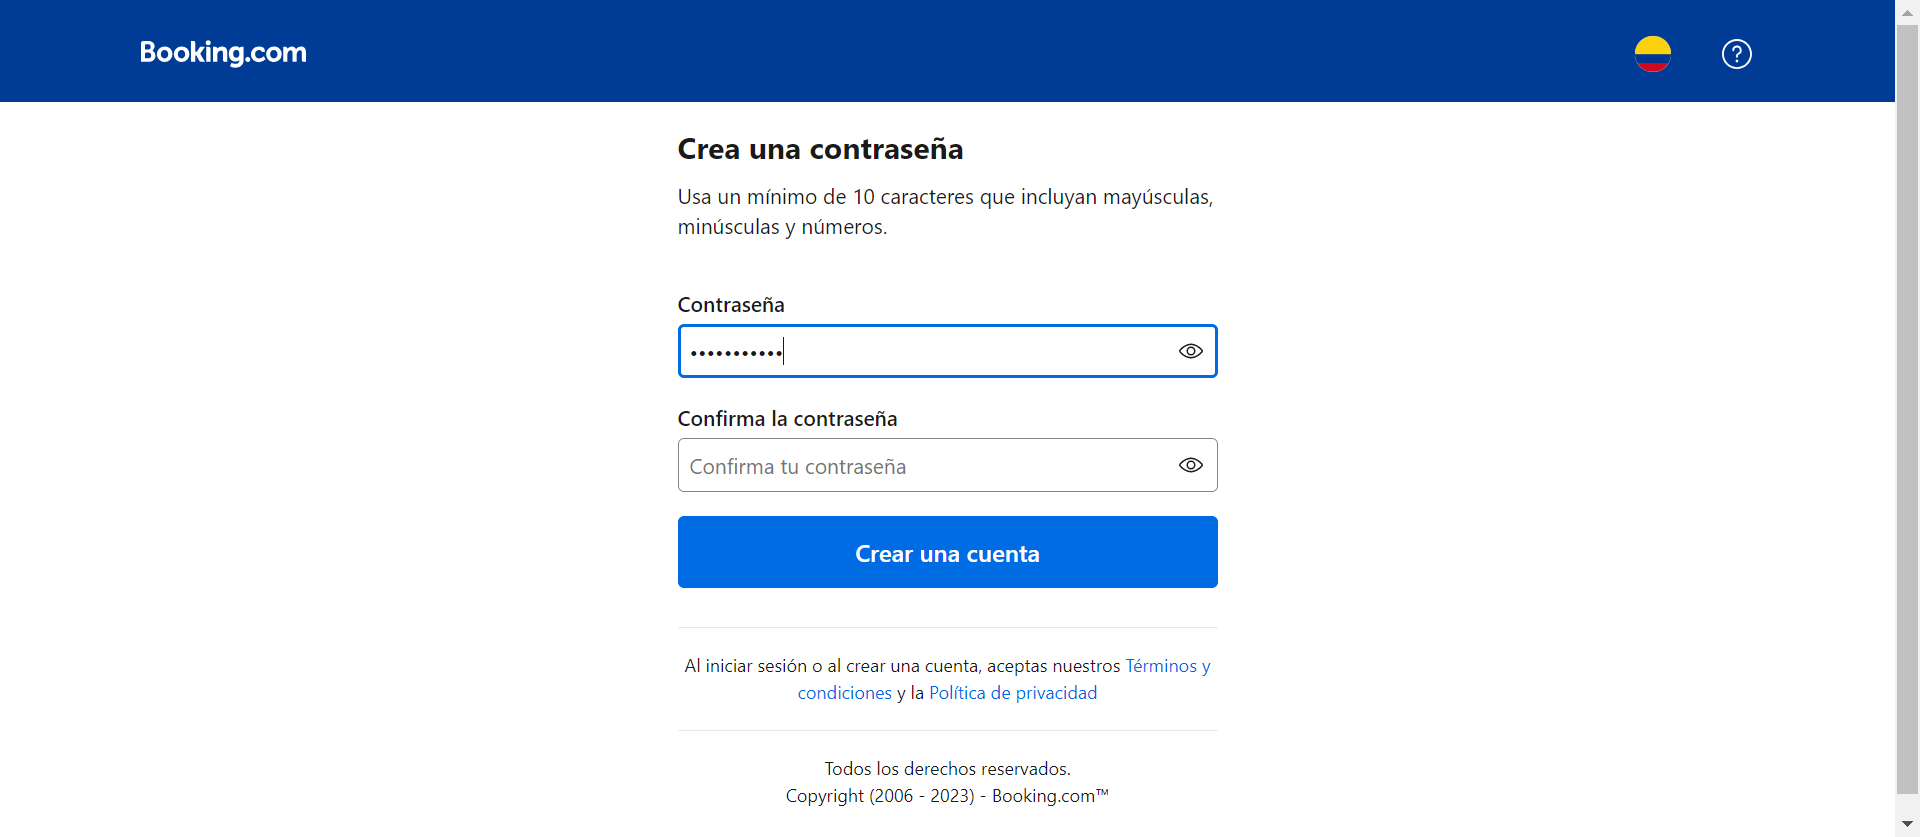 Booking.com
Crea una contraseña
Usa un mínimo de 10 caracteres que incluyan mayúsculas,
minúsculas y números.
Contraseña
•••••••••••
Confirma la contraseña
Confirma tu contraseña
Crear una cuenta
Al iniciar sesión o al crear una cuenta, aceptas nuestros Términos y
condiciones y la Política de privacidad
Todos los derechos reservados.
Copyright (2006 - 2023) - Booking.com™